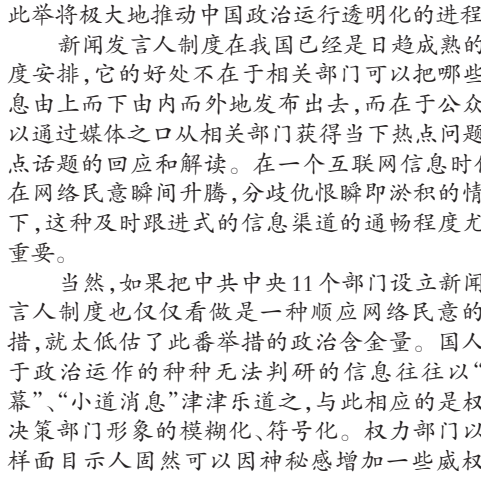 此举将极大地推动中国政治运行透明化的进程
新闻发言人制度在我国已经是日趋成熟的
度安排,它的好处不在于相关部门可以把哪些
息由上而下由内而外地发布出去,而在于公众
以通过媒体之口从相关部门获得当下热点问题
点话题的回应和解读。在一个互联网信息时代
在网络民意瞬间升腾,分歧仇恨瞬即淤积的情
下,这种及时跟进式的信息渠道的通畅程度尤
重要。
当然,如果把中共中央11个部门设立新闻
言人制度也仅仅看做是一种顺应网络民意的
措,就太低估了此番举措的政治含金量。国人
于政治运作的种种无法判研的信息往往以“
幕”、“小道消息”津津乐道之,与此相应的是权
决策部门形象的模糊化、符号化。权力部门以
样面目示人固然可以因神秘感增加一些威权